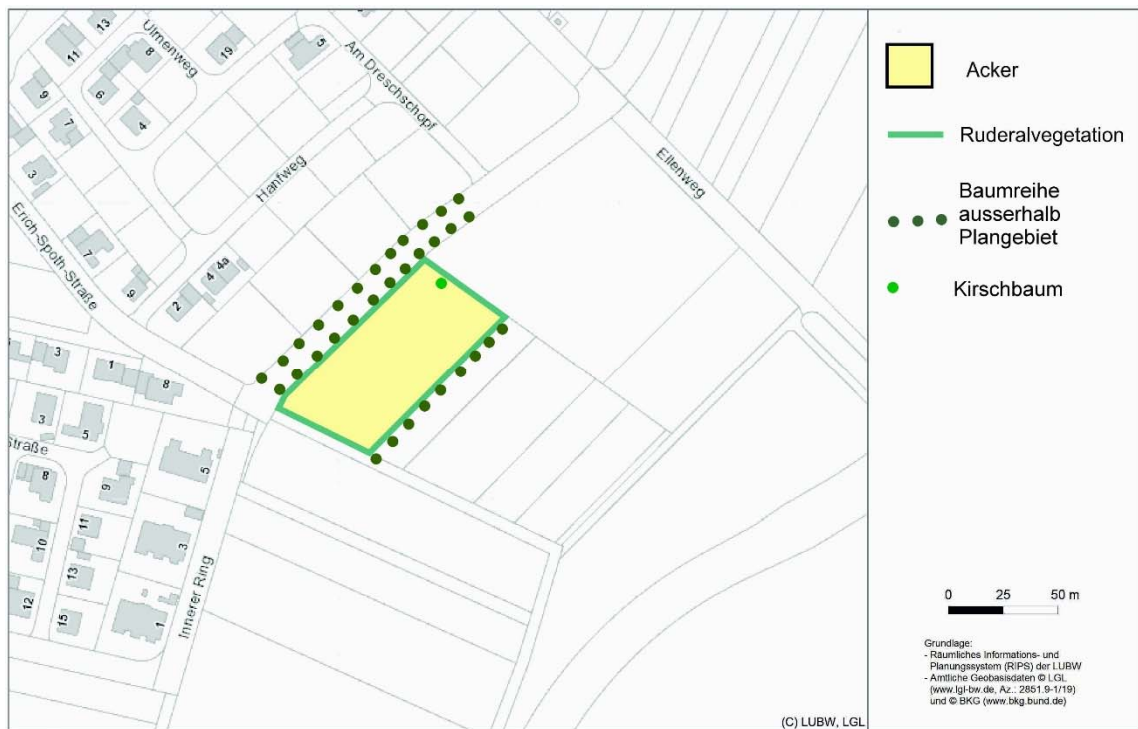 13
11
Ulmenweg
8
19
5
Am Dreschschopf
9
6
7
4
3
Hanfweg
Ellenweg
Erich-Spoth-Straße
7
9
4
4a
2
3
1
8
3
5
Straße
8
9
5
11
10
3
13
12
15
1
Innerer Ring
(C) LUBW, LGL
Acker
Ruderalvegetation
Baumreihe
ausserhalb
Plangebiet
Kirschbaum
0 25 50 m
Grundlage:
- Räumliches Informations- und
Planungssystem (RIPS) der LUBW
- Amtliche Geobasisdaten © LGL
(www.lgl-bw.de, Az.: 2851.9-1/19)
und © BKG (www.bkg.bund.de)